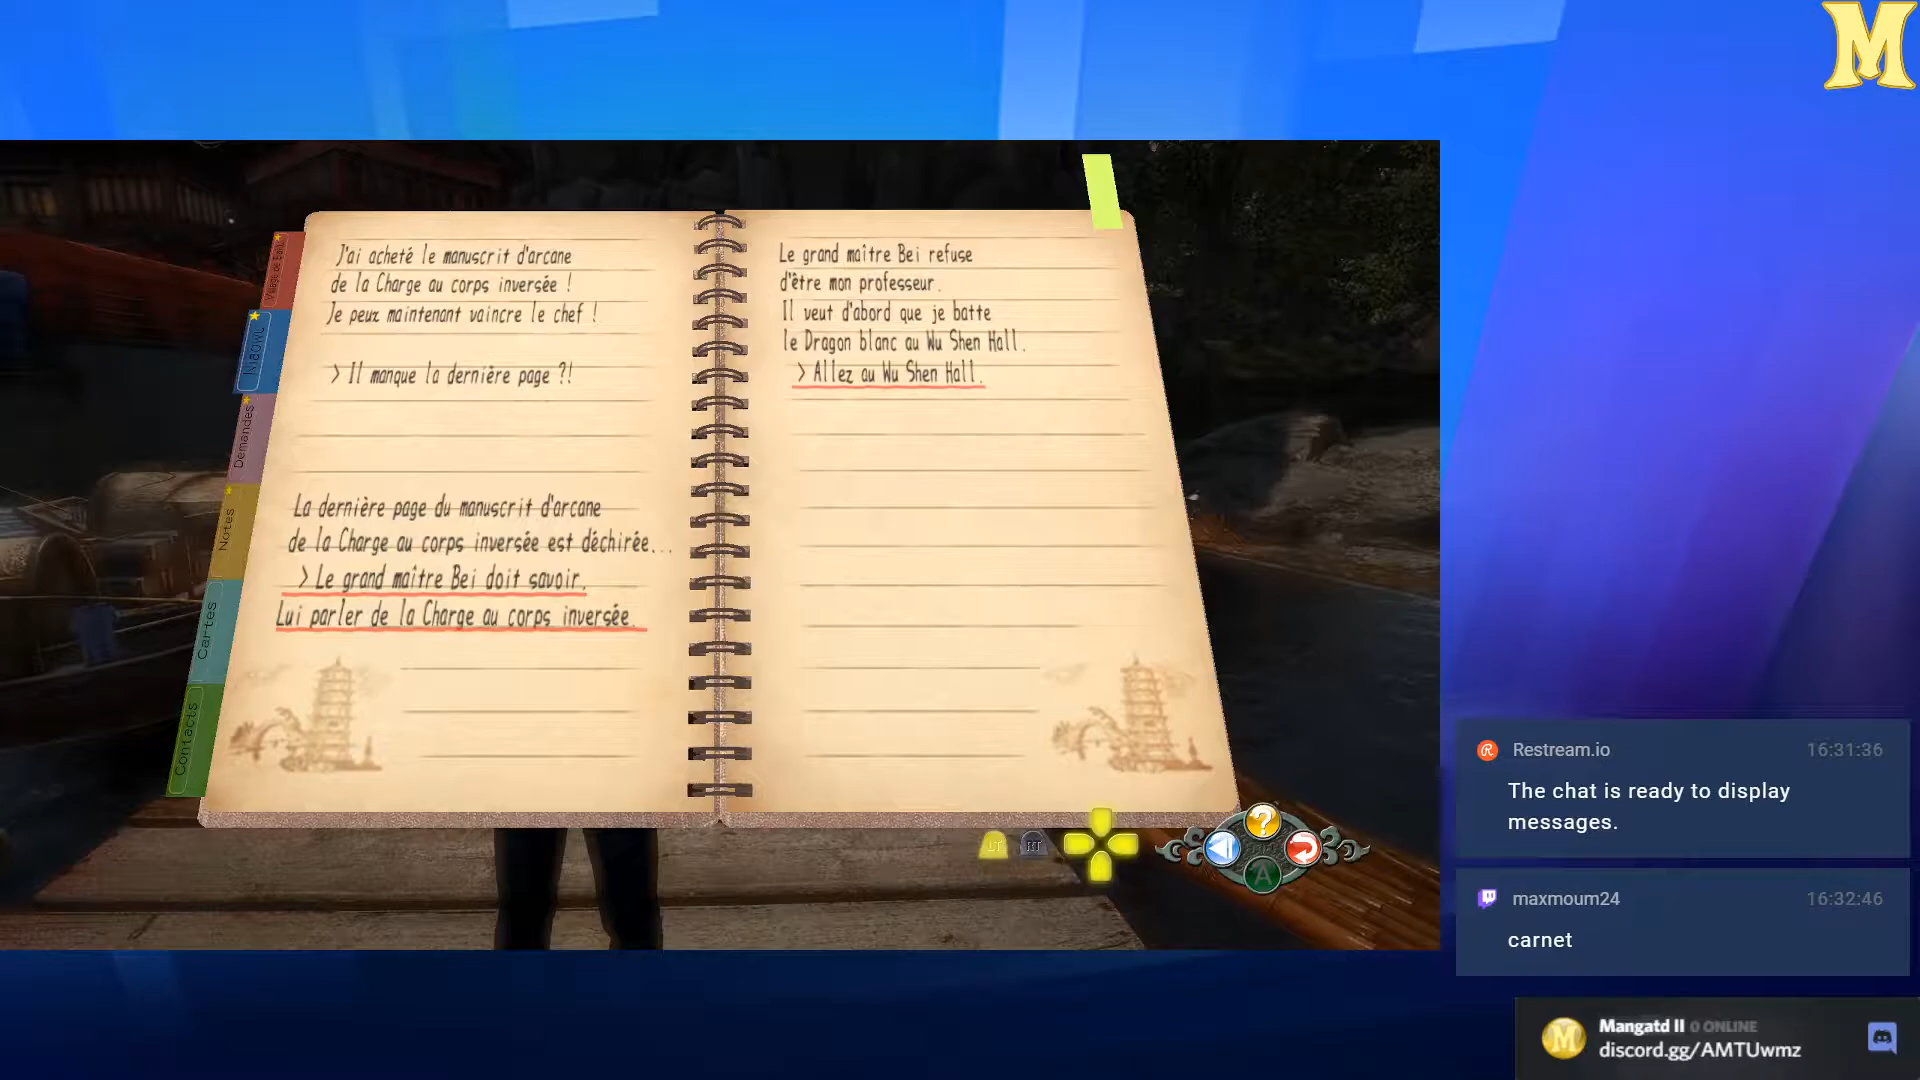 M
J'ai acheté le manuscrit d'arcane
de la Charge au corps inversée !
Je peux maintenant vaincre le chef !
> Il manque la dernière page ?!
La dernière page du manuscrit d'arcane
de la Charge au corps inversée est déchirée...
> Le grand maître Bei doit savoir.
Lui parler de la Charge au corps inversée.
Le grand maître Bei refuse
d'être mon professeur.
Il veut d'abord que je batte
le Dragon blanc au Wu Shen Hall.
> Allez au Wu Shen Hall.
Village de Bailu
Niaowu
Demandes
Notes
Cartes
Contacts
LT
RT
?
A
Restream.io
16:31:36
The chat is ready to display
messages.
maxmoum24
16:32:46
carnet
M
Mangatd II 0 ONLINE
discord.gg/AMTUwmz